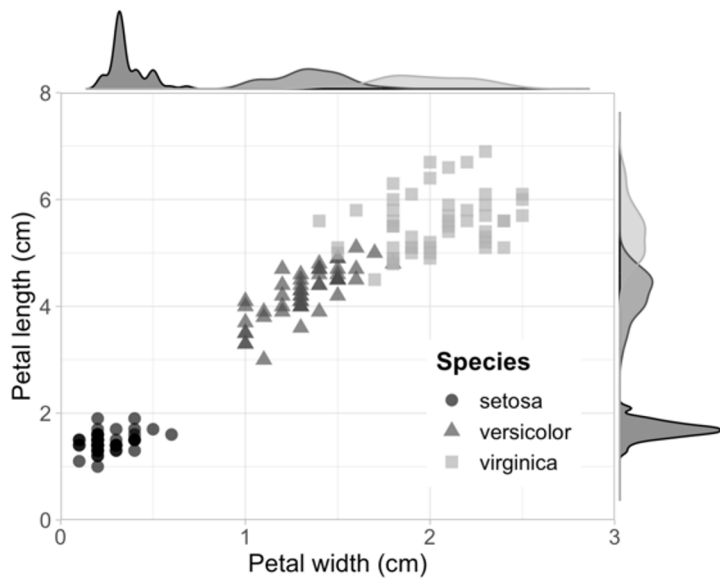 8
6
4
2
0
Petal length (cm)
Species
setosa
versicolor
virginica
0 1 2 3
Petal width (cm)